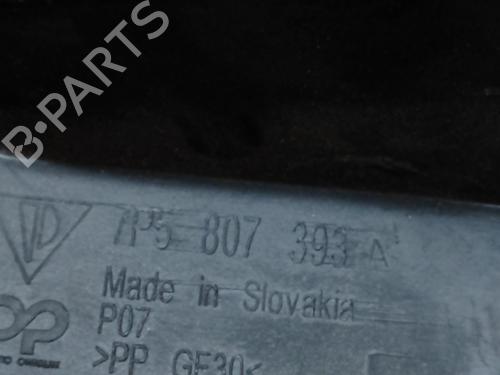 B-PARTS
7P5 807 393 A
Made in Slovakia
P07
>PP GF30<